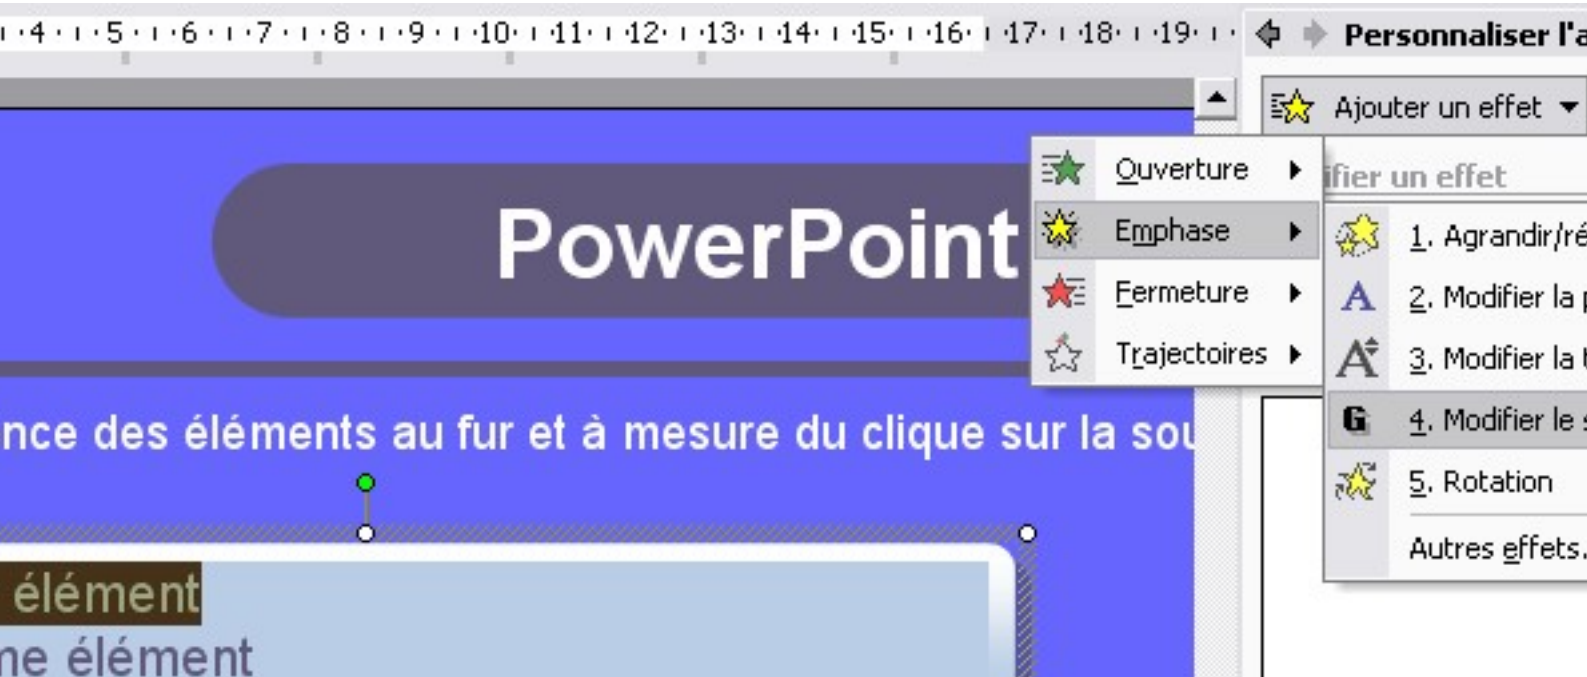 4 5 6 7 8 9 10 11 12 13 14 15 16 17 18 19
Personnaliser l'a
Ajouter un effet
ifier un effet
Ouverture
Emphase
Fermeture
Trajectoires
1. Agrandir/ré
2. Modifier la
3. Modifier la
4. Modifier le
5. Rotation
Autres effets.
PowerPoint
nce des éléments au fur et à mesure du clique sur la sou
élément
me élément